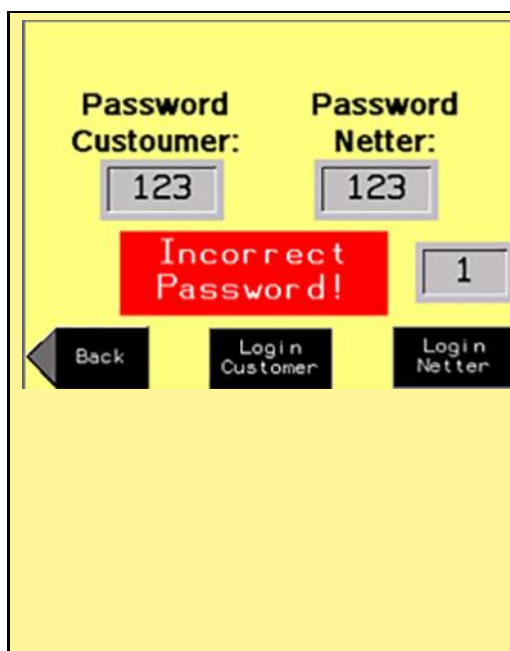 Password Password
Custoumer: Netter:
123 123
Incorrect
Password!
1
Back
Login
Customer
Login
Netter